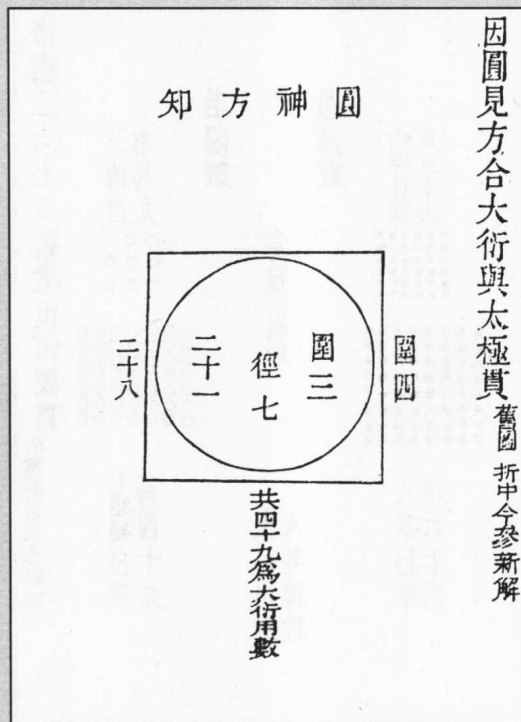 因圓見方合大衍與太極貫
舊圖 折中今參新解
圓神方知
圍四
圍三
徑七
二十一
二十八
共四十九爲大衍用數